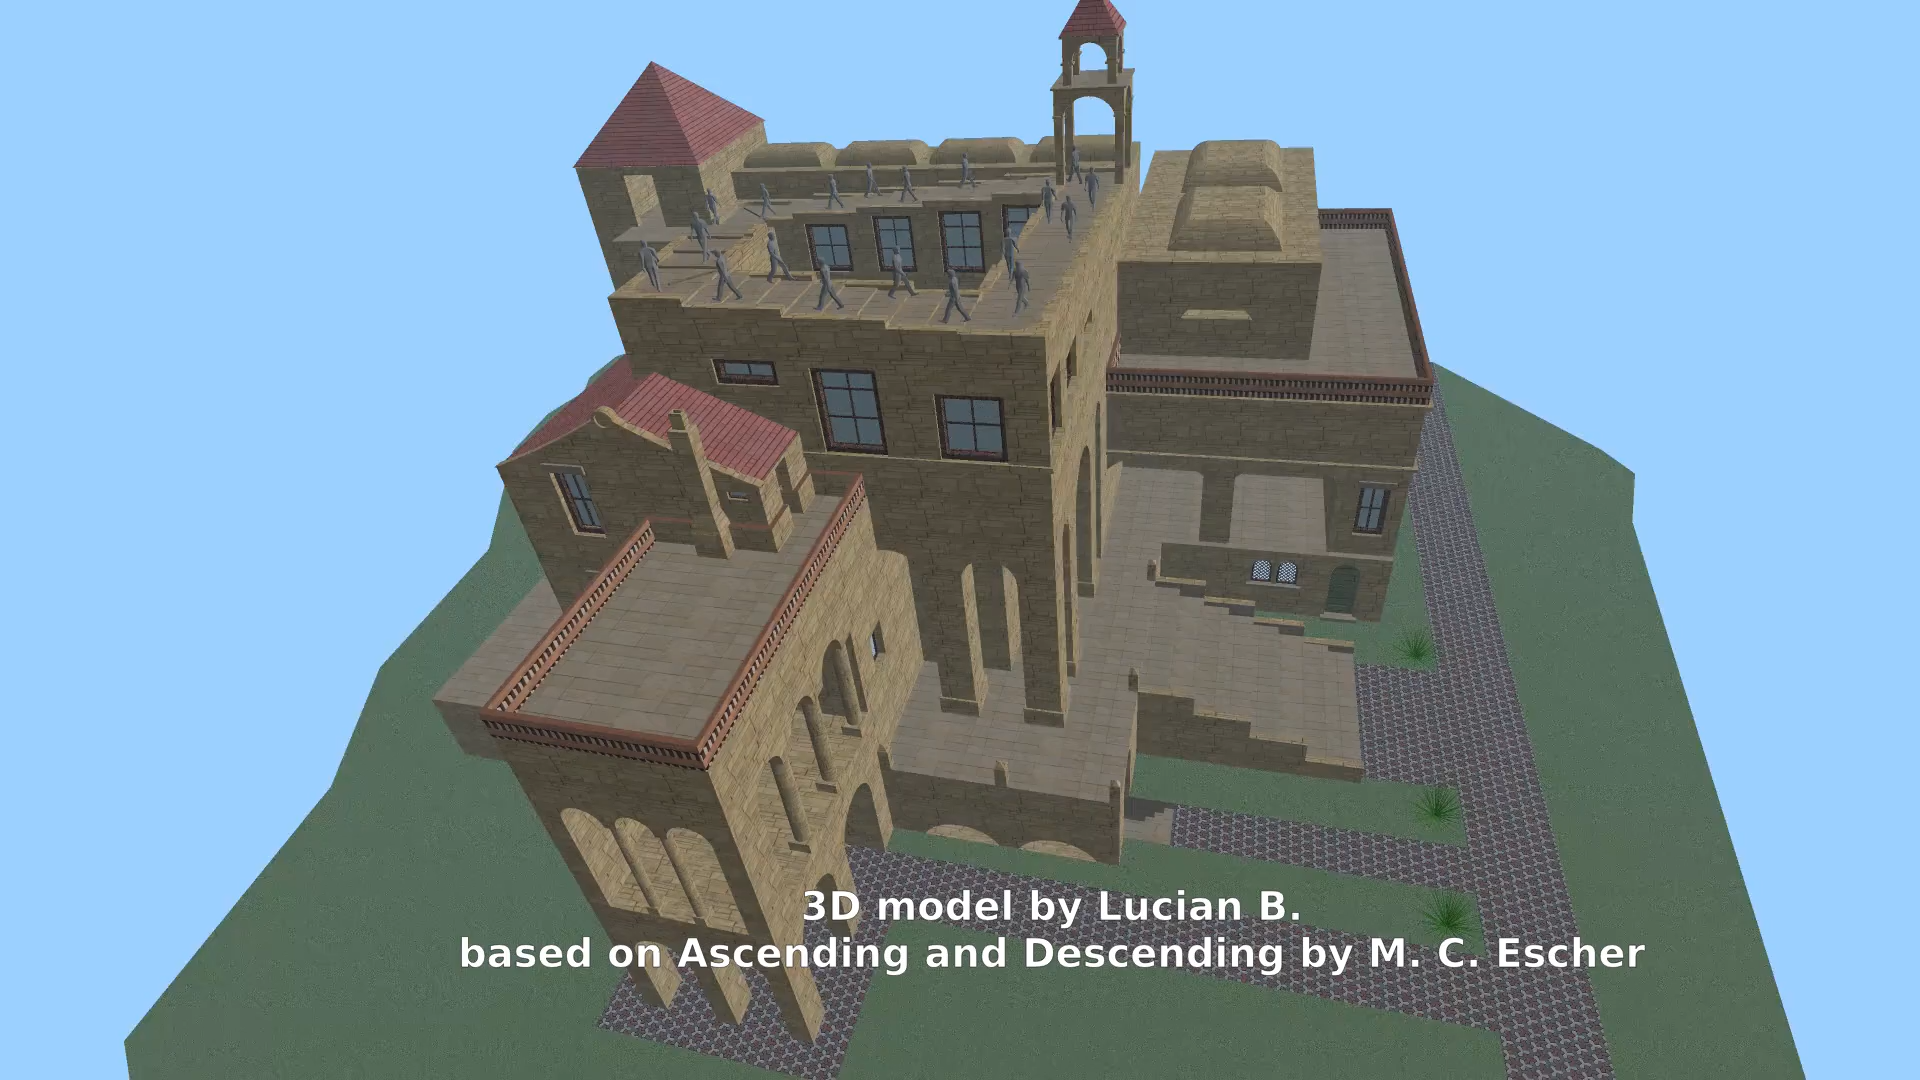 3D model by Lucian B.
based on Ascending and Descending by M. C. Escher